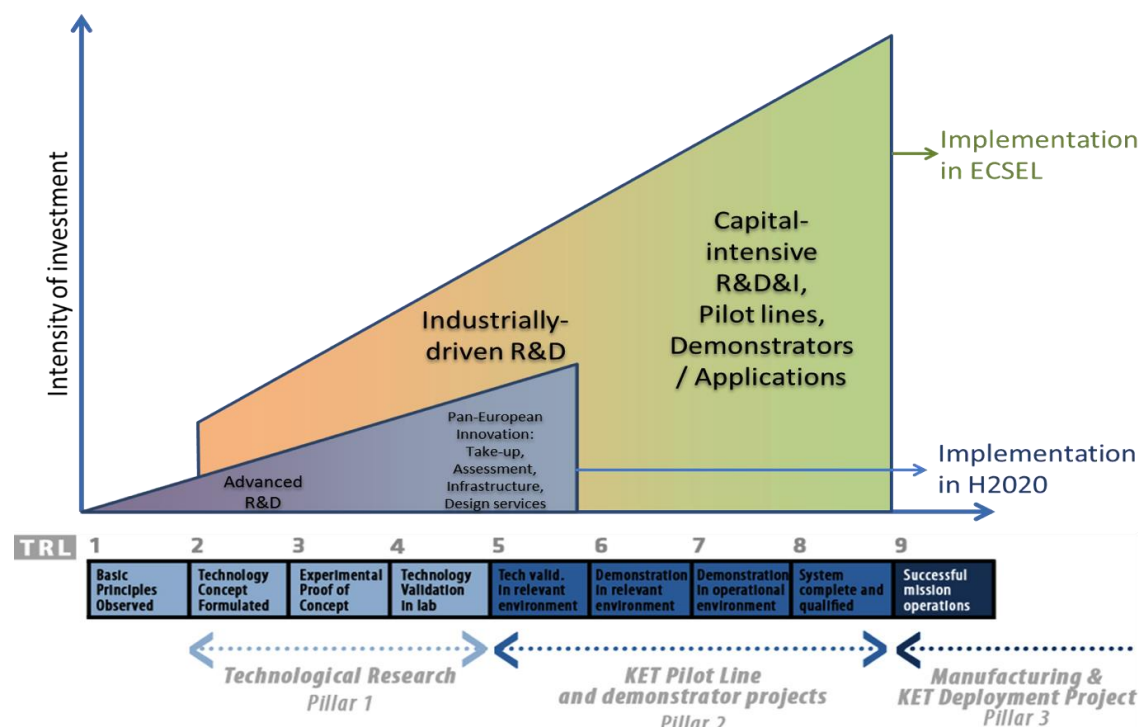 Intensity of investment
Implementation
in ECSEL
Capital-
intensive
R&D&I,
Pilot lines,
Demonstrators
/ Applications
Industrially-
driven R&D
Pan-European
Innovation:
Take-up,
Assessment,
Infrastructure,
Design services
Advanced
R&D
Implementation
in H2020
TRL 1 2 3 4 5 6 7 8 9
Basic
Principles
Observed
Technology
Concept
Formulated
Experimental
Proof of
Concept
Technology
Validation
In lab
Tech valid.
In relevant
environment
Demonstration
In relevant
environment
Demonstration
In operational
environment
System
complete and
qualified
Successful
mission
operations
Technological Research
Pillar 1
KET Pilot Line
and demonstrator projects
Pillar 2
Manufacturing &
KET Deployment Project
Pillar 3